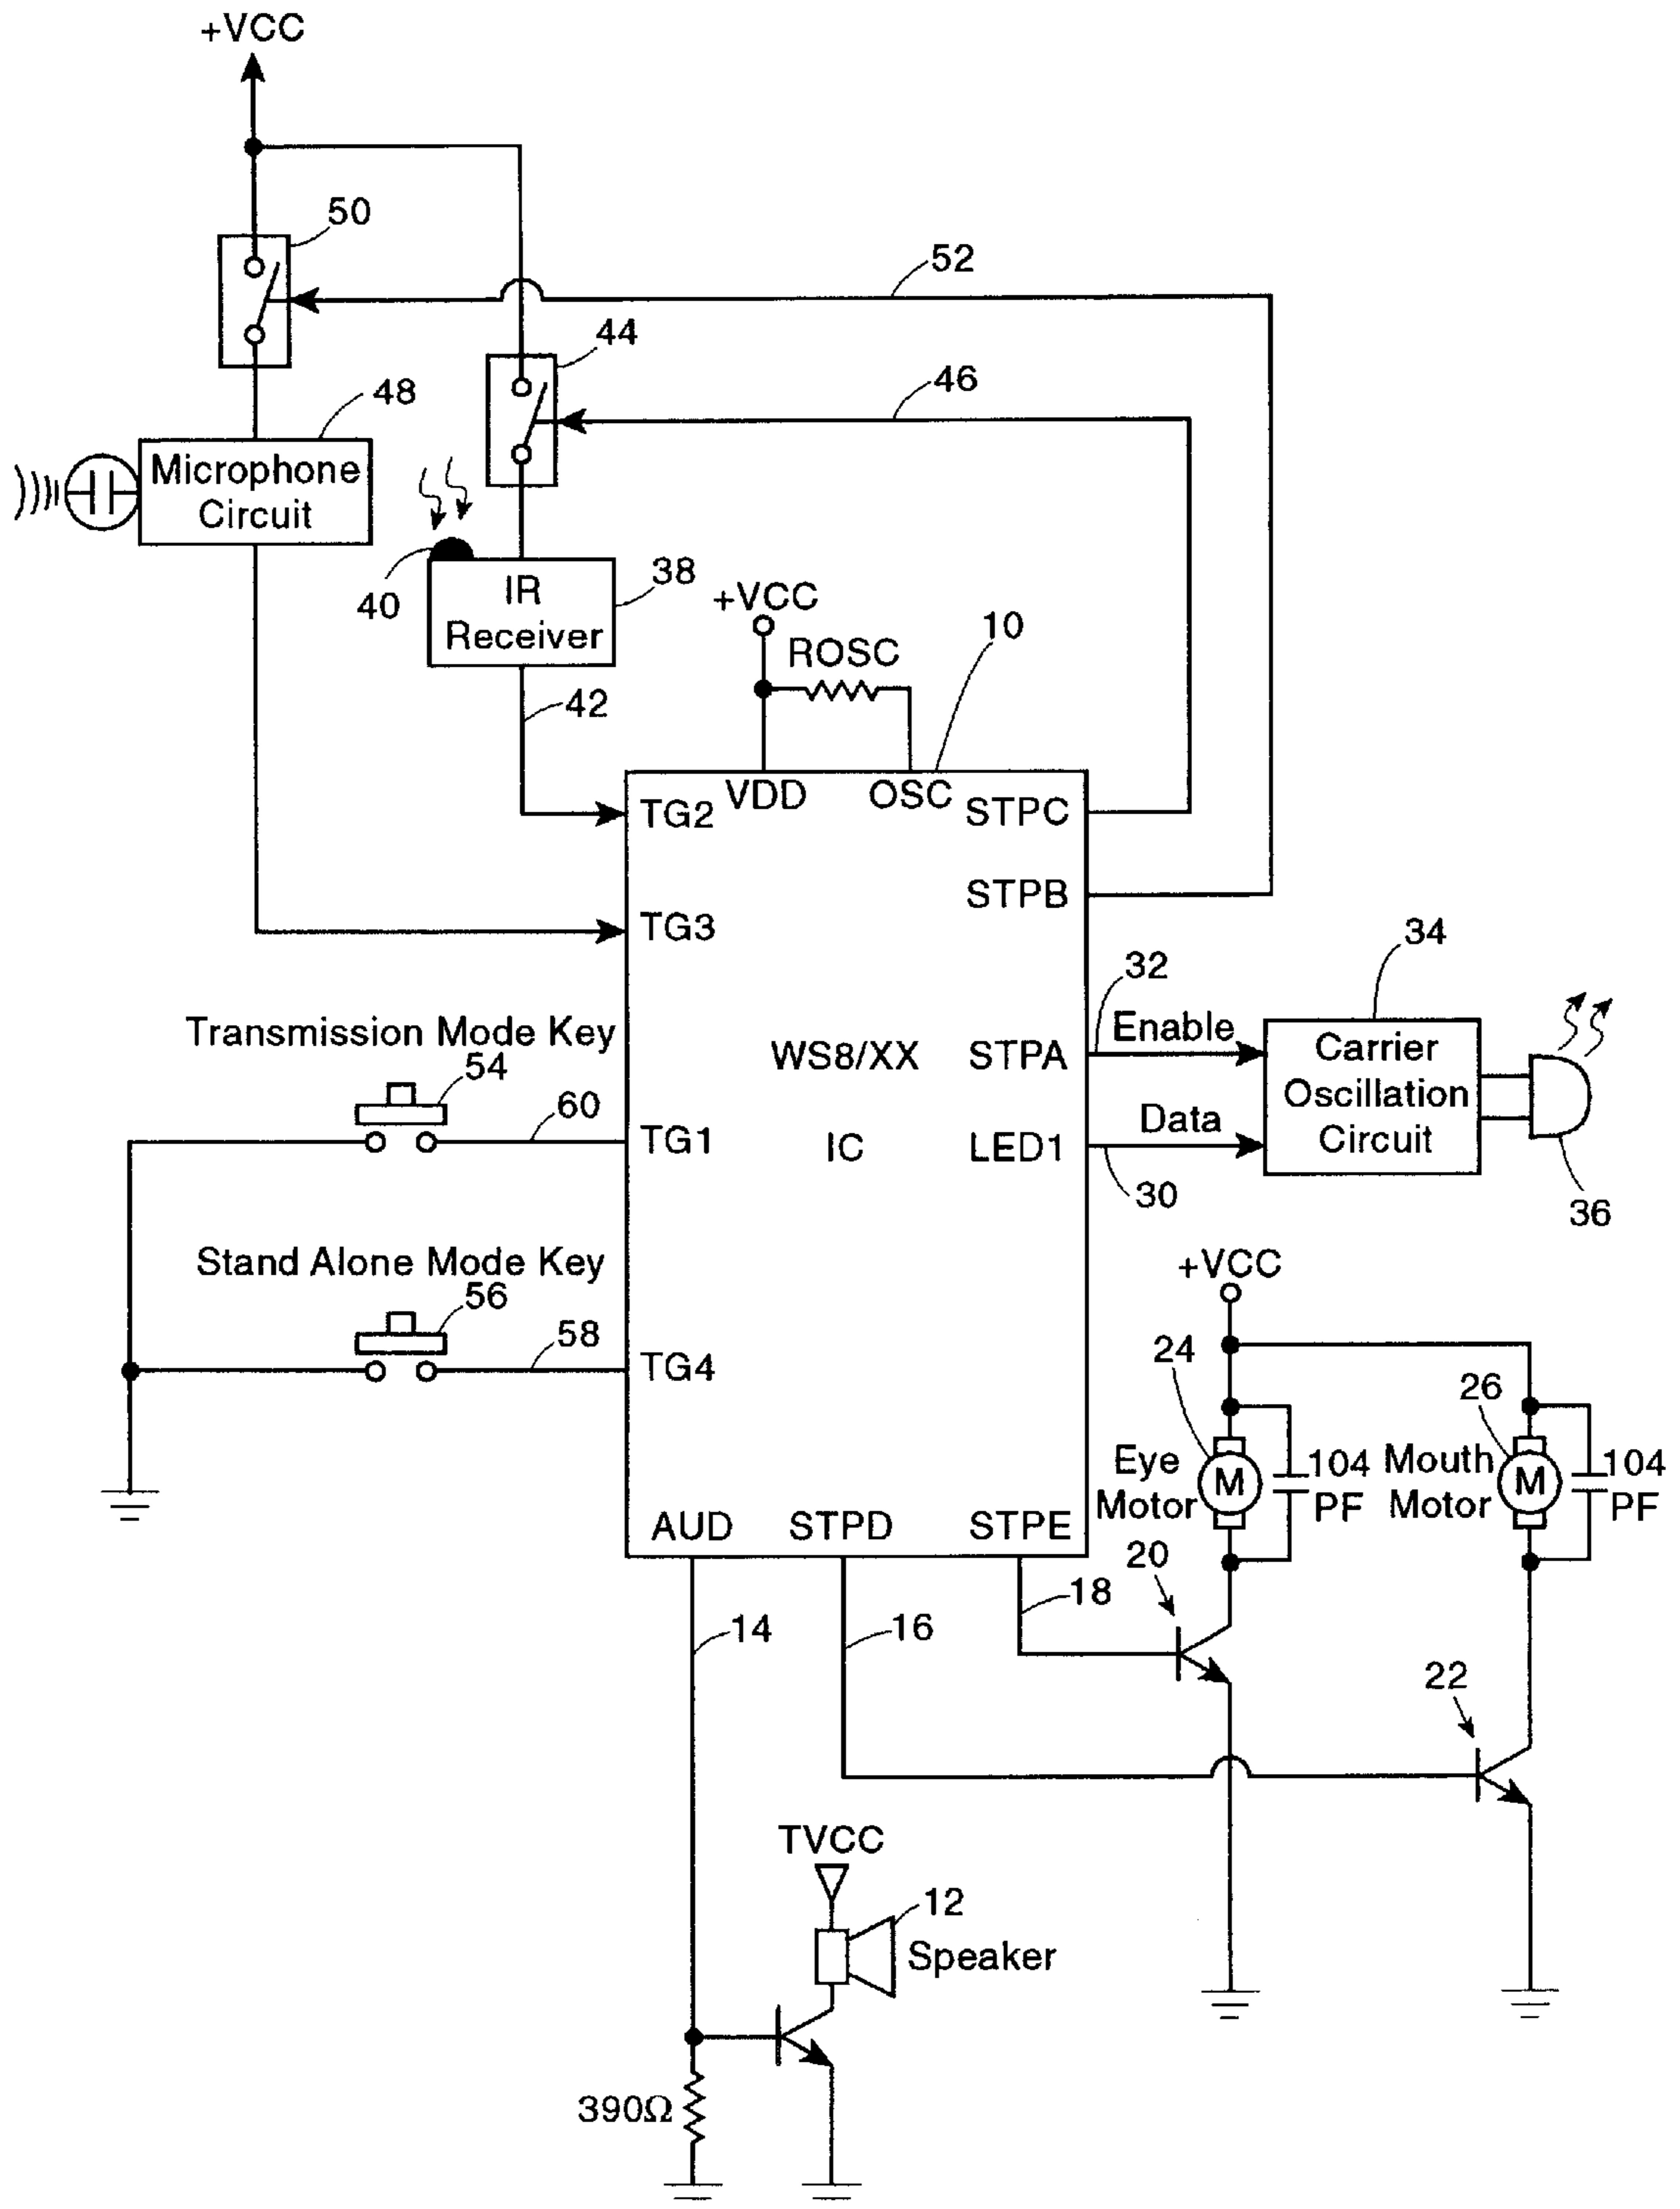 +VCC
50
52
44
46
48
Microphone
Circuit
40
IR
Receiver
38
+VCC
ROSC
10
42
VDD
OSC
TG2
STPC
STPB
TG3
34
32
Transmission Mode Key
54
60
WS8/XX
STPA
Enable
Carrier
Oscillation
Circuit
TG1
IC
LED1
Data
30
36
Stand Alone Mode Key
56
58
TG4
+VCC
24
26
Eye
Motor
M
104
PF
Mouth
Motor
M
104
PF
AUD
STPD
STPE
20
18
14
16
22
TVCC
12
Speaker
390Ω